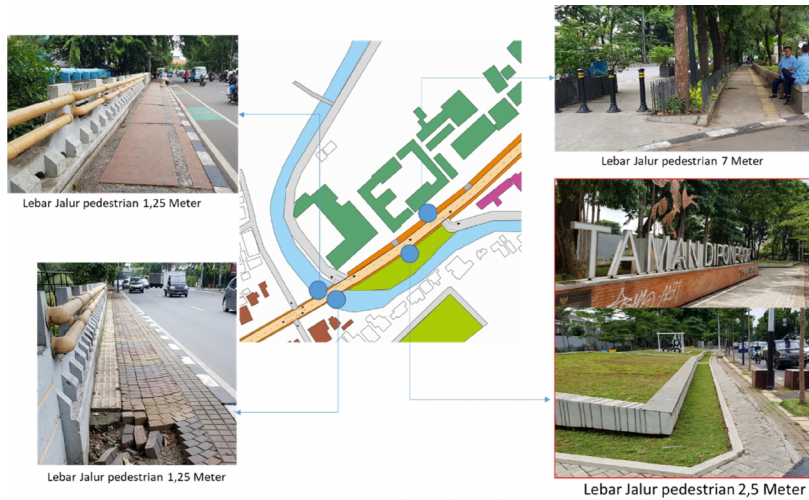 Lebar Jalur pedestrian 1,25 Meter
Lebar Jalur pedestrian 7 Meter
TAMAN DIPONEGORO
Lebar Jalur pedestrian 1,25 Meter
Lebar Jalur pedestrian 2,5 Meter